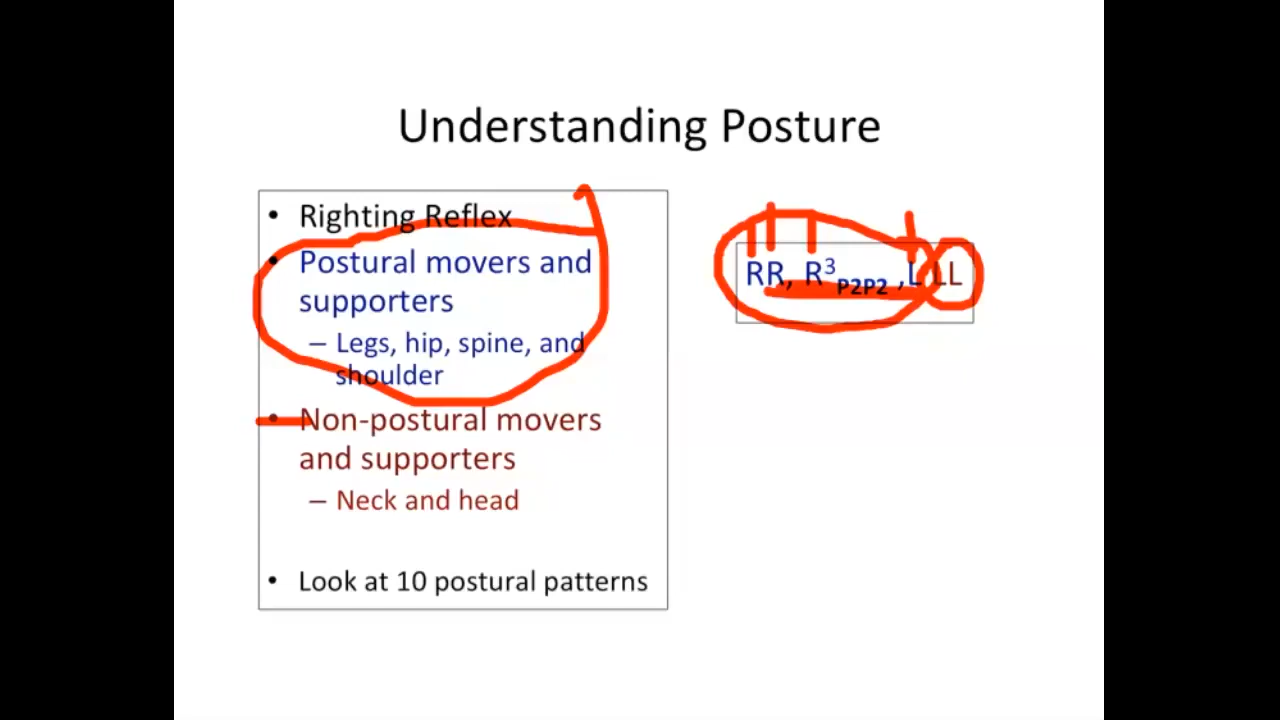 Understanding Posture
• Righting Reflex
• Postural movers and
supporters
– Legs, hip, spine, and
shoulder
• Non-postural movers
and supporters
– Neck and head
• Look at 10 postural patterns
RR, R³P2P2 ,L LL